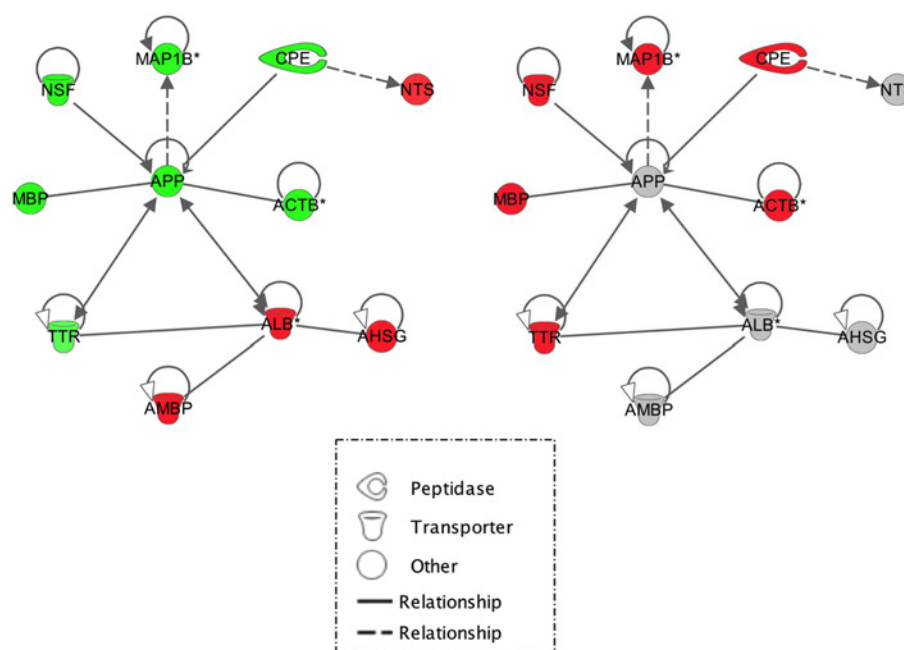 MAP1B*
CPE
NSF
NTS
APP
MBP
ACTB*
TTR
ALB*
AHSG
AMBP
MAP1B*
CPE
NSF
NTS
APP
MBP
ACTB*
TTR
ALB*
AHSG
AMBP
Peptidase
Transporter
Other
Relationship
Relationship